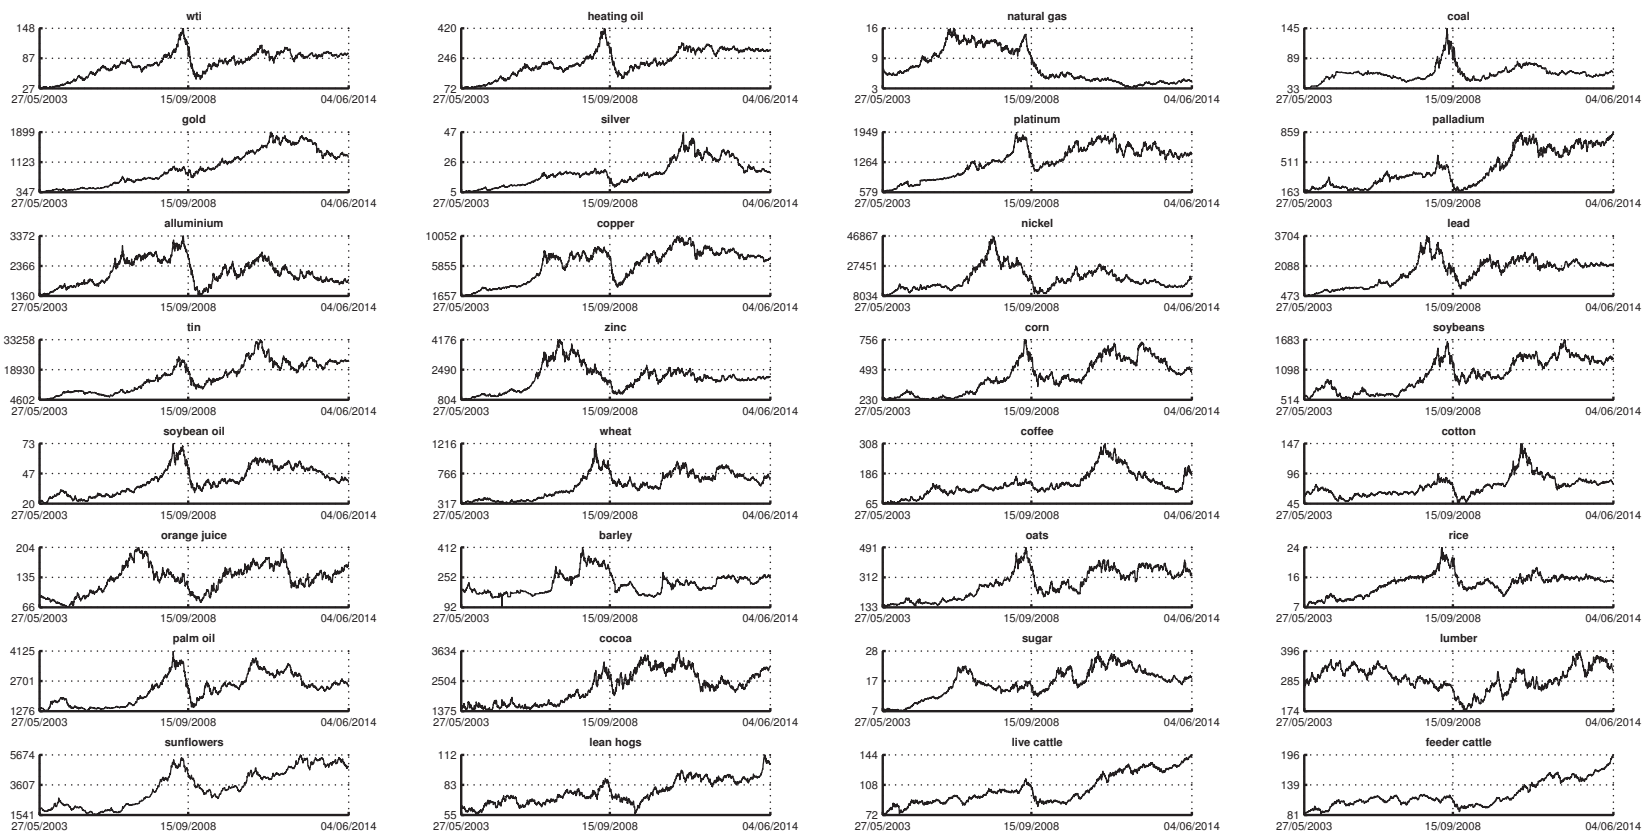 wti heating oil natural gas coal
148 420 16 145
87 246 9 89
27 72 3 33
27/05/2003 15/09/2008 04/06/2014 27/05/2003 15/09/2008 04/06/2014 27/05/2003 15/09/2008 04/06/2014 27/05/2003 15/09/2008 04/06/2014
gold silver platinum palladium
1899 47 1949 859
1123 26 1264 511
347 5 579 163
27/05/2003 15/09/2008 04/06/2014 27/05/2003 15/09/2008 04/06/2014 27/05/2003 15/09/2008 04/06/2014 27/05/2003 15/09/2008 04/06/2014
alluminium copper nickel lead
3372 10052 46867 3704
2366 5855 27451 2088
1360 1657 8034 473
27/05/2003 15/09/2008 04/06/2014 27/05/2003 15/09/2008 04/06/2014 27/05/2003 15/09/2008 04/06/2014 27/05/2003 15/09/2008 04/06/2014
tin zinc corn soybeans
33258 4176 756 1683
18930 2490 493 1098
4602 804 230 514
27/05/2003 15/09/2008 04/06/2014 27/05/2003 15/09/2008 04/06/2014 27/05/2003 15/09/2008 04/06/2014 27/05/2003 15/09/2008 04/06/2014
soybean oil wheat coffee cotton
73 1216 308 147
47 766 186 96
20 317 65 45
27/05/2003 15/09/2008 04/06/2014 27/05/2003 15/09/2008 04/06/2014 27/05/2003 15/09/2008 04/06/2014 27/05/2003 15/09/2008 04/06/2014
orange juice barley oats rice
204 412 491 24
135 252 312 16
66 92 133 7
27/05/2003 15/09/2008 04/06/2014 27/05/2003 15/09/2008 04/06/2014 27/05/2003 15/09/2008 04/06/2014 27/05/2003 15/09/2008 04/06/2014
palm oil cocoa sugar lumber
4125 3634 28 396
2701 2504 17 285
1276 1375 7 174
27/05/2003 15/09/2008 04/06/2014 27/05/2003 15/09/2008 04/06/2014 27/05/2003 15/09/2008 04/06/2014 27/05/2003 15/09/2008 04/06/2014
sunflowers lean hogs live cattle feeder cattle
5674 112 144 196
3607 83 108 139
1541 55 72 81
27/05/2003 15/09/2008 04/06/2014 27/05/2003 15/09/2008 04/06/2014 27/05/2003 15/09/2008 04/06/2014 27/05/2003 15/09/2008 04/06/2014